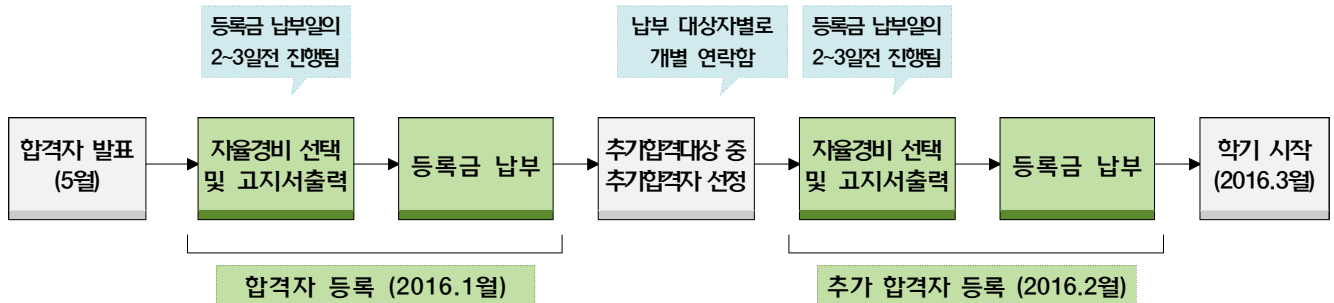 등록금 납부일의
2~3일전 진행됨
납부 대상자별로
개별 연락함
등록금 납부일의
2~3일전 진행됨
합격자 발표
(5월)
자율경비 선택
및 고지서출력
등록금 납부
추가합격대상 중
추가합격자 선정
자율경비 선택
및 고지서출력
등록금 납부
학기 시작
(2016.3월)
합격자 등록 (2016.1월)
추가 합격자 등록 (2016.2월)